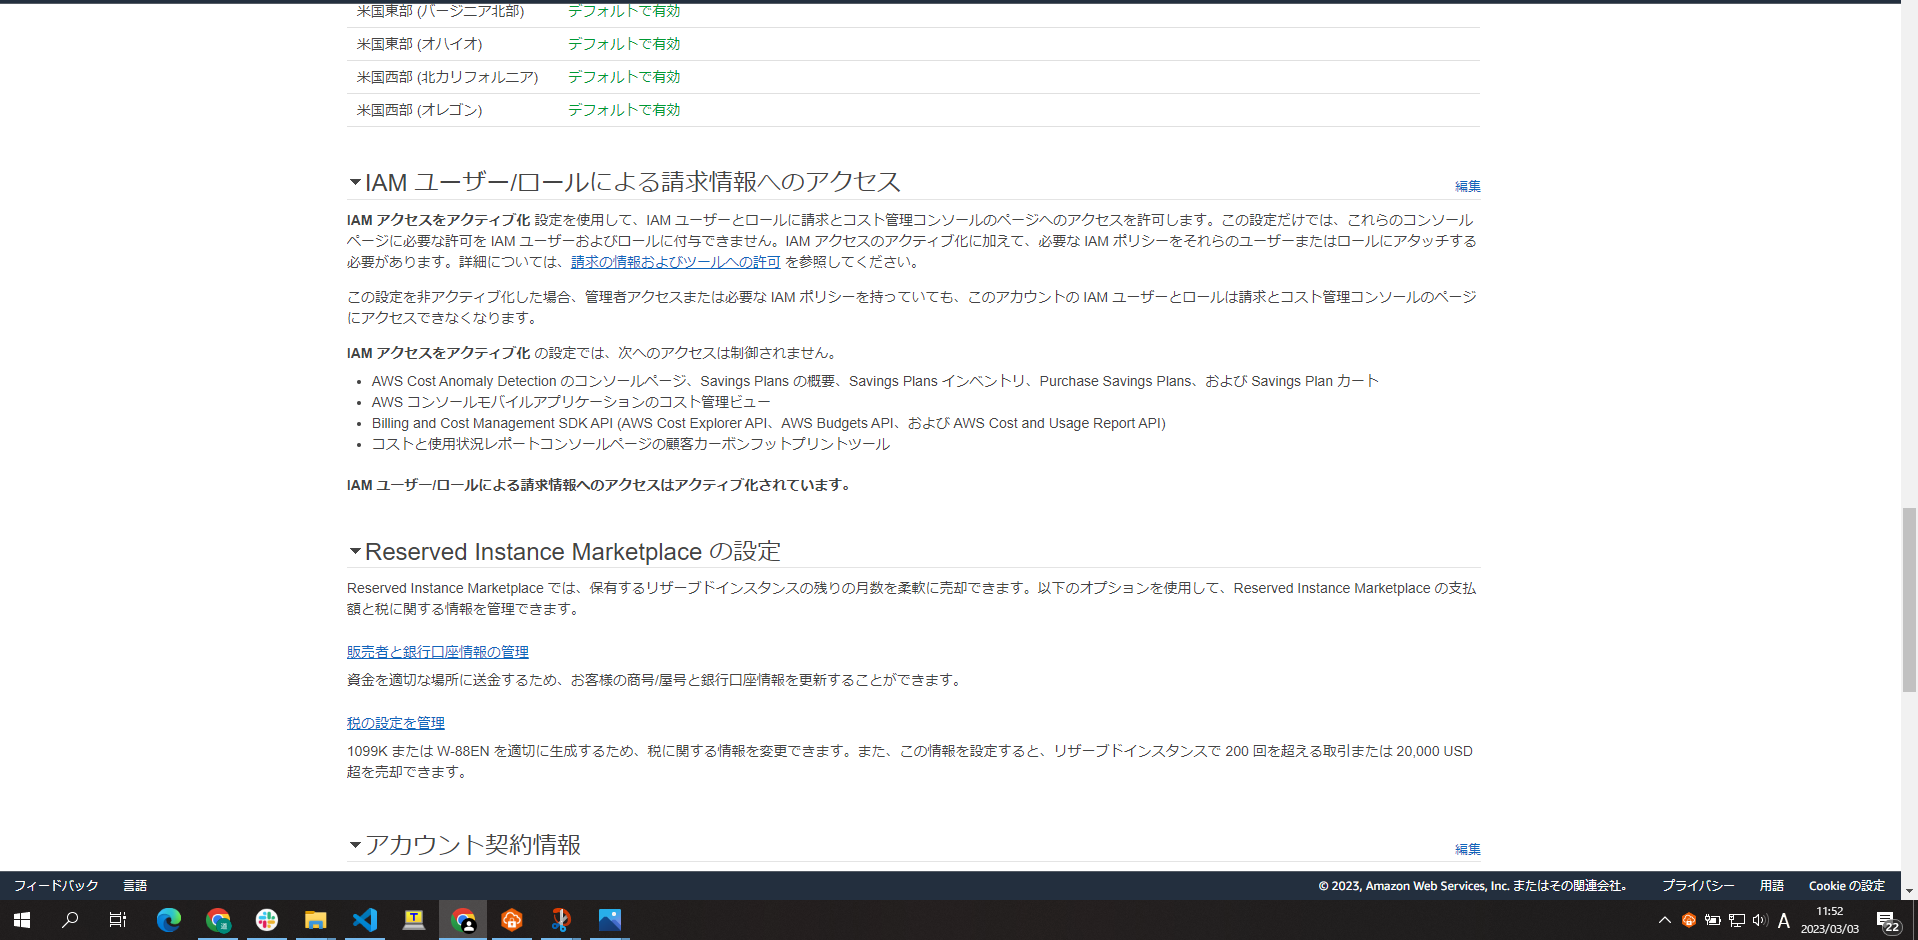 米国東部 (バージニア北部) デフォルトで有効
米国東部 (オハイオ) デフォルトで有効
米国西部 (北カリフォルニア) デフォルトで有効
米国西部 (オレゴン) デフォルトで有効
IAM ユーザー/ロールによる請求情報へのアクセス
編集
IAM アクセスをアクティブ化 設定を使用して、IAM ユーザーとロールに請求とコスト管理コンソールのページへのアクセスを許可します。この設定だけでは、これらのコンソール
ページに必要な許可を IAM ユーザーおよびロールに付与できません。IAM アクセスのアクティブ化に加えて、必要な IAM ポリシーをそれらのユーザーまたはロールにアタッチする
必要があります。詳細については、請求の情報およびツールへの許可 を参照してください。
この設定を非アクティブ化した場合、管理者アクセスまたは必要な IAM ポリシーを持っていても、このアカウントの IAM ユーザーとロールは請求とコスト管理コンソールのページ
にアクセスできなくなります。
IAM アクセスをアクティブ化 の設定では、次へのアクセスは制御されません。
• AWS Cost Anomaly Detection のコンソールページ、Savings Plans の概要、Savings Plans インベントリ、Purchase Savings Plans、および Savings Plan カート
• AWS コンソールモバイルアプリケーションのコスト管理ビュー
• Billing and Cost Management SDK API (AWS Cost Explorer API、AWS Budgets API、および AWS Cost and Usage Report API)
• コストと使用状況レポートコンソールページの顧客カーボンフットプリントツール
IAM ユーザー/ロールによる請求情報へのアクセスはアクティブ化されています。
Reserved Instance Marketplace の設定
Reserved Instance Marketplace では、保有するリザーブドインスタンスの残りの月数を柔軟に売却できます。以下のオプションを使用して、Reserved Instance Marketplace の支払
額と税に関する情報を管理できます。
販売者と銀行口座情報の管理
資金を適切な場所に送金するため、お客様の商号/屋号と銀行口座情報を更新することができます。
税の設定を管理
1099K または W-88EN を適切に生成するため、税に関する情報を変更できます。また、この情報を設定すると、リザーブドインスタンスで 200 回を超える取引または 20,000 USD
超を売却できます。
アカウント契約情報
編集
フィードバック 言語 © 2023, Amazon Web Services, Inc. またはその関連会社。 プライバシー 用語 Cookie の設定
T A 11:52
2023/03/03 22